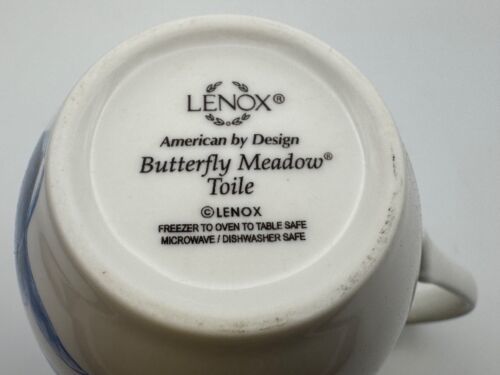 LENOX®
American by Design
Butterfly Meadow®
Toile
©LENOX
FREEZER TO OVEN TO TABLE SAFE
MICROWAVE / DISHWASHER SAFE